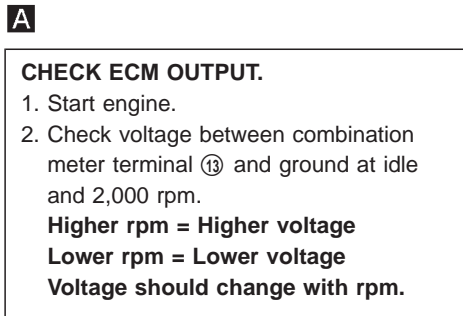 A
CHECK ECM OUTPUT.
1. Start engine.
2. Check voltage between combination
meter terminal ⑬ and ground at idle
and 2,000 rpm.
Higher rpm = Higher voltage
Lower rpm = Lower voltage
Voltage should change with rpm.